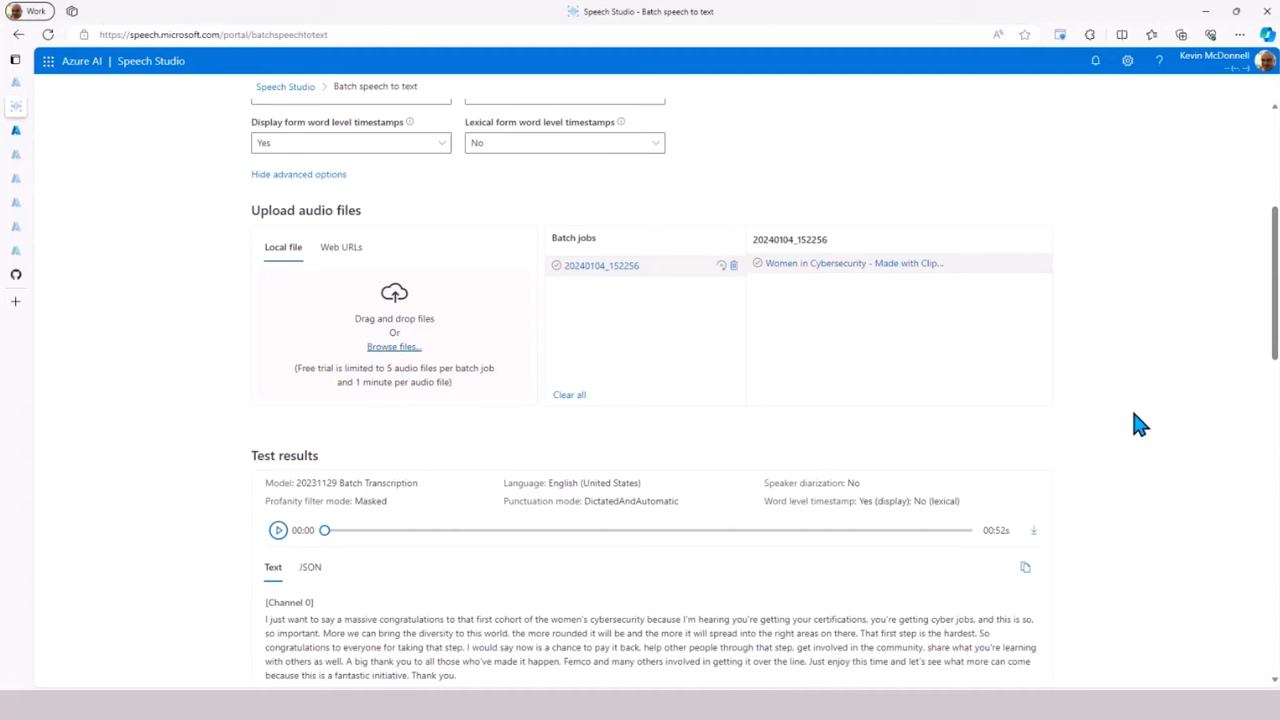 Work
Speech Studio - Batch speech to text
https://speech.microsoft.com/portal/batchspeechtotext
Azure AI | Speech Studio
Kevin McDonnell
Speech Studio > Batch speech to text
Display form word level timestamps
Lexical form word level timestamps
Yes
No
Hide advanced options
Upload audio files
Local file
Web URLs
Drag and drop files
Or
Browse files...
(Free trial is limited to 5 audio files per batch job
and 1 minute per audio file)
Batch jobs
20240104_152256
Clear all
20240104_152256
Women in Cybersecurity - Made with Clip...
Test results
Model: 20231129 Batch Transcription
Language: English (United States)
Speaker diarization: No
Profanity filter mode: Masked
Punctuation mode: DictatedAndAutomatic
Word level timestamp: Yes (display): No (lexical)
00:00
00:52s
Text
JSON
[Channel 0]
I just want to say a massive congratulations to that first cohort of the women's cybersecurity because I'm hearing you're getting your certifications, you're getting cyber jobs, and this is so,
so important. More we can bring the diversity to this world, the more rounded it will be and the more it will spread into the right areas on there. That first step is the hardest. So
congratulations to everyone for taking that step. I would say now is a chance to pay it back, help other people through that step, get involved in the community, share what you're learning
with others as well. A big thank you to all those who've made it happen. Femco and many others involved in getting it over the line. Just enjoy this time and let's see what more can come
because this is a fantastic initiative. Thank you.